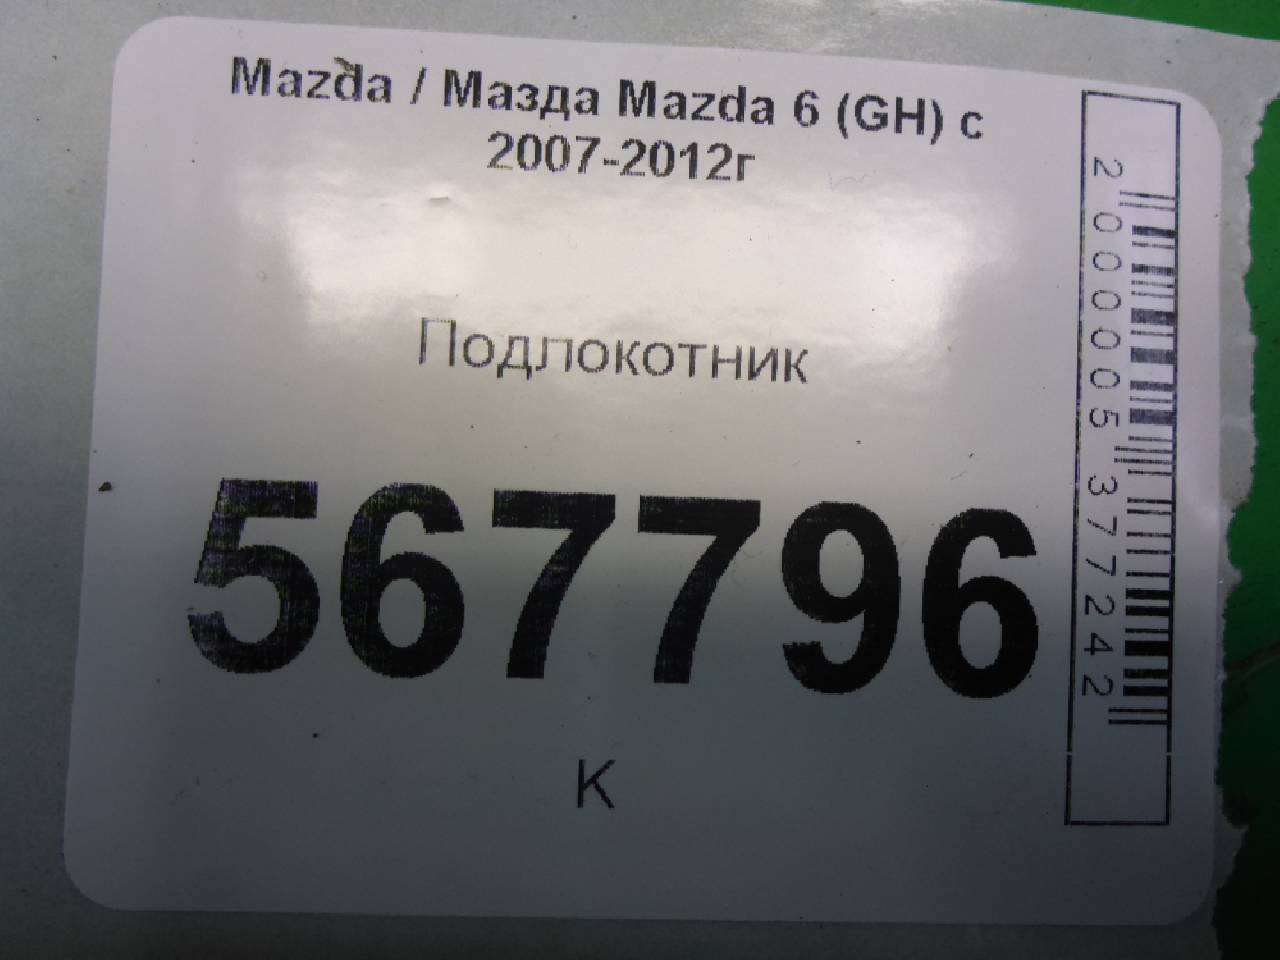 Mazda / Мазда Mazda 6 (GH) с
2007-2012г
Подлокотник
567796
К
2000005377242